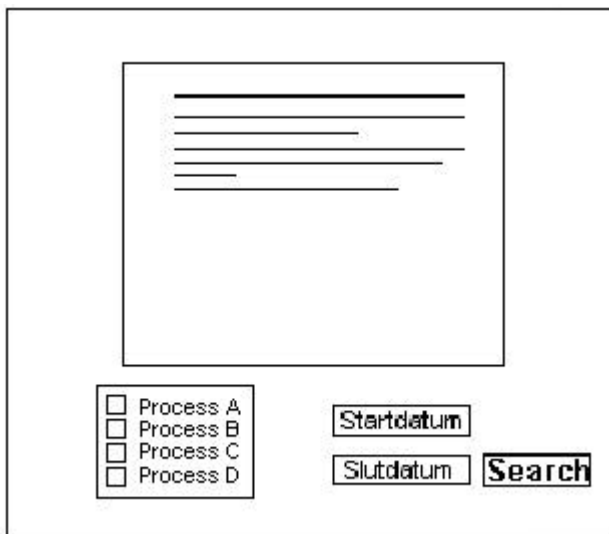 Process A
Process B
Process C
Process D
Startdatum
Slutdatum
Search